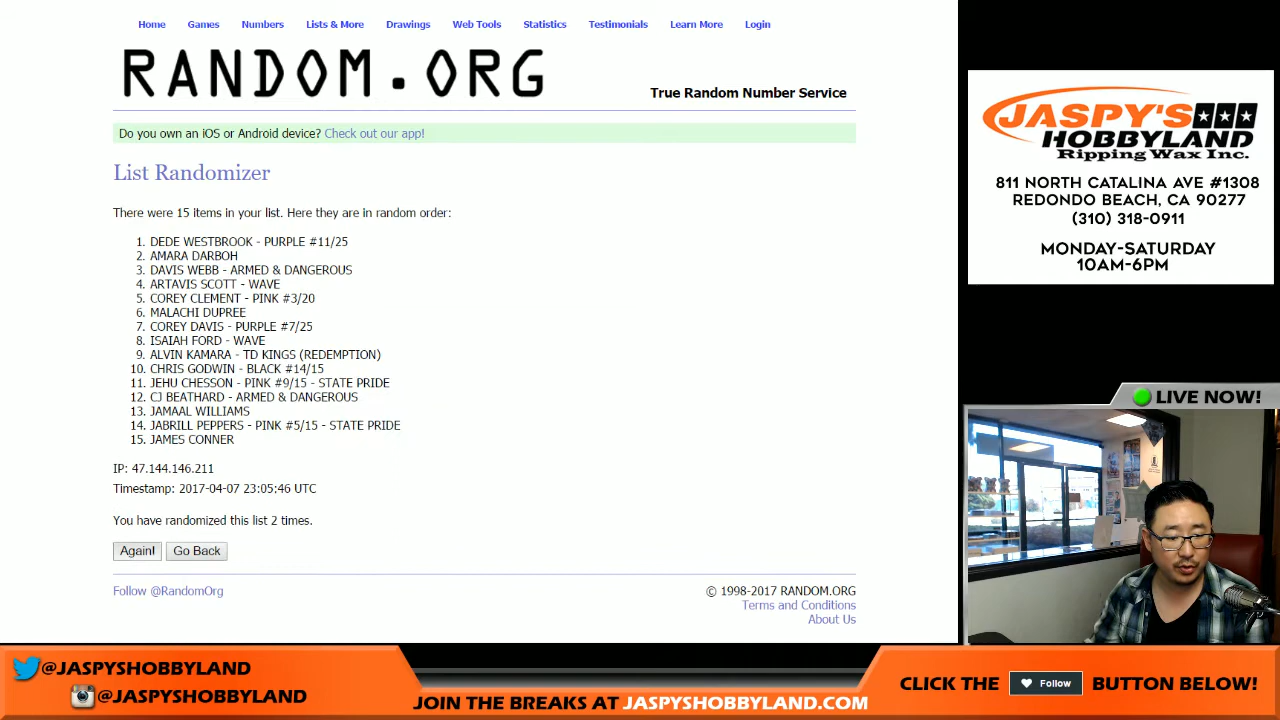 Home Games Numbers Lists & More Drawings Web Tools Statistics Testimonials Learn More Login
RANDOM.ORG
True Random Number Service
Do you own an iOS or Android device? Check out our app!
List Randomizer
There were 15 items in your list. Here they are in random order:
1. DEDE WESTBROOK - PURPLE #11/25
2. AMARA DARBOH
3. DAVIS WEBB - ARMED & DANGEROUS
4. ARTAVIS SCOTT - WAVE
5. COREY CLEMENT - PINK #3/20
6. MALACHI DUPREE
7. COREY DAVIS - PURPLE #7/25
8. ISAIAH FORD - WAVE
9. ALVIN KAMARA - TD KINGS (REDEMPTION)
10. CHRIS GODWIN - BLACK #14/15
11. JEHU CHESSON - PINK #9/15 - STATE PRIDE
12. CJ BEATHARD - ARMED & DANGEROUS
13. JAMAAL WILLIAMS
14. JABRILL PEPPERS - PINK #5/15 - STATE PRIDE
15. JAMES CONNER
IP: 47.144.146.211
Timestamp: 2017-04-07 23:05:46 UTC
You have randomized this list 2 times.
Again! Go Back
Follow @RandomOrg
© 1998-2017 RANDOM.ORG
Terms and Conditions
About Us
JASPY'S
HOBBYLAND
Ripping Wax Inc.
811 NORTH CATALINA AVE #1308
REDONDO BEACH, CA 90277
(310) 318-0911
MONDAY-SATURDAY
10AM-6PM
LIVE NOW!
@JASPYSHOBBYLAND
@JASPYSHOBBYLAND
JOIN THE BREAKS AT JASPYSHOBBYLAND.COM
CLICK THE Follow BUTTON BELOW!